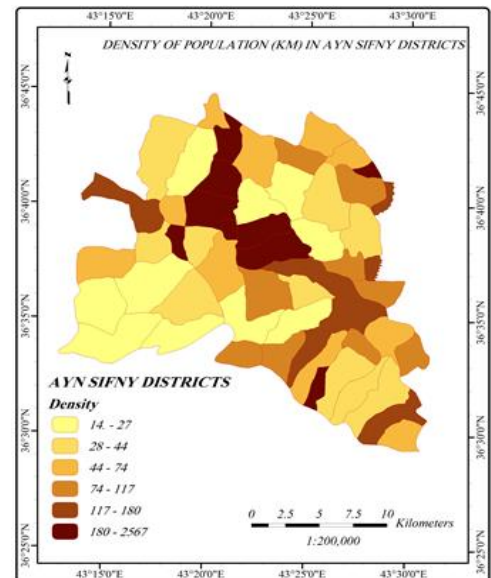 43°15'0"E 43°20'0"E 43°25'0"E 43°30'0"E
DENSITY OF POPULATION (KM) IN AYN SIFNY DISTRICTS
N
36°45'0"N 36°45'0"N
36°40'0"N 36°40'0"N
36°35'0"N 36°35'0"N
36°30'0"N 36°30'0"N
36°25'0"N 36°25'0"N
AYN SIFNY DISTRICTS
Density
14. - 27
28 - 44
44 - 74
74 - 117
117 - 180
180 - 2567
0 2.5 5 7.5 10
Kilometers
1:200,000
43°15'0"E 43°20'0"E 43°25'0"E 43°30'0"E